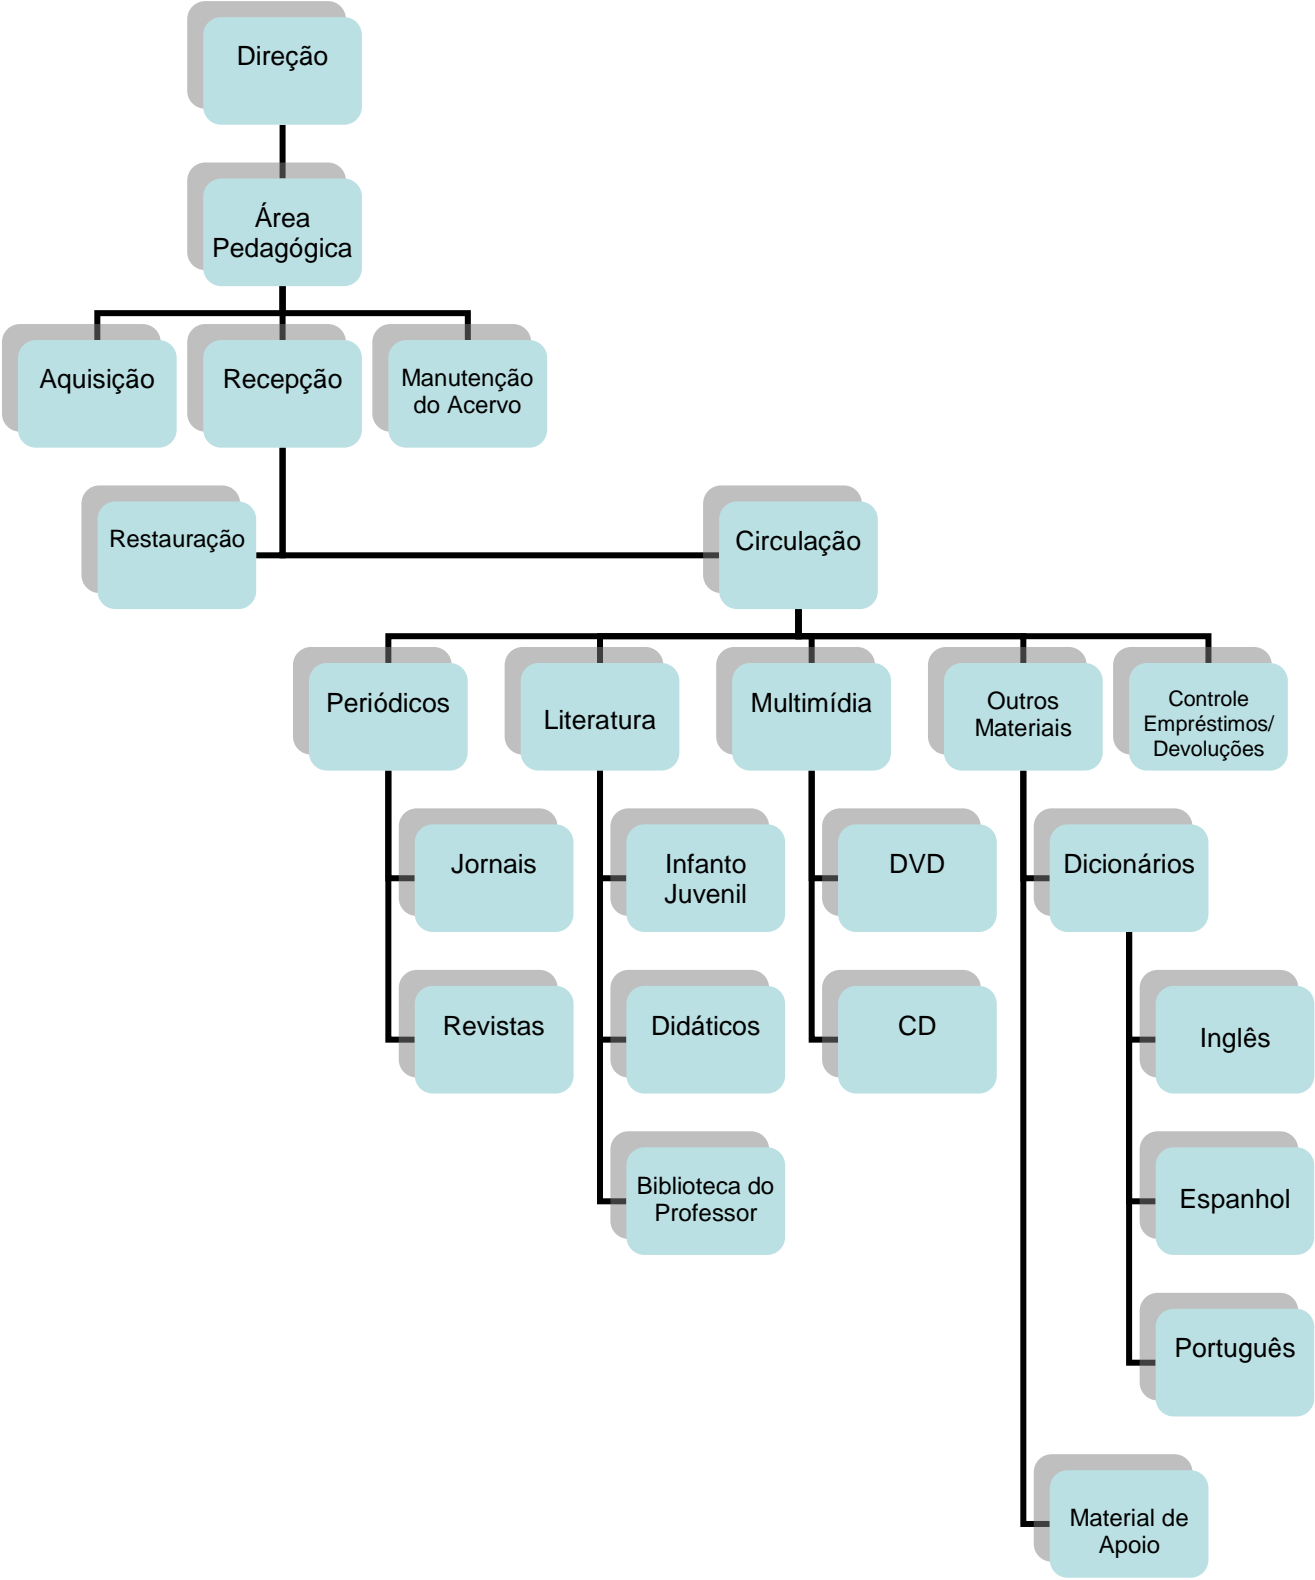 Direção
Área
Pedagógica
Aquisição
Recepção
Manutenção
do Acervo
Restauração
Circulação
Periódicos
Literatura
Multimídia
Outros
Materiais
Controle
Empréstimos/
Devoluções
Jornais
Infanto
Juvenil
DVD
Dicionários
Revistas
Didáticos
CD
Inglês
Biblioteca do
Professor
Espanhol
Português
Material de
Apoio